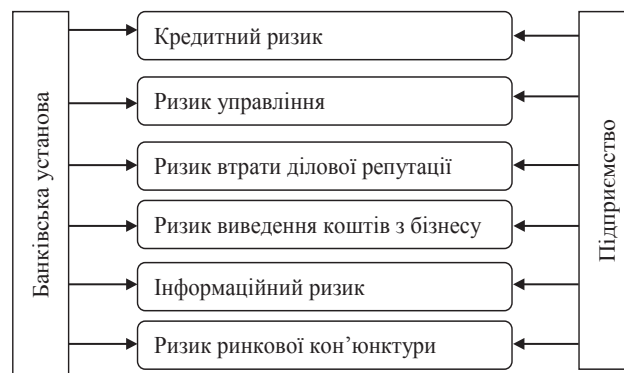 Банківська установа
Кредитний ризик
Ризик управління
Ризик втрати ділової репутації
Ризик виведення коштів з бізнесу
Інформаційний ризик
Ризик ринкової кон’юнктури
Підприємство